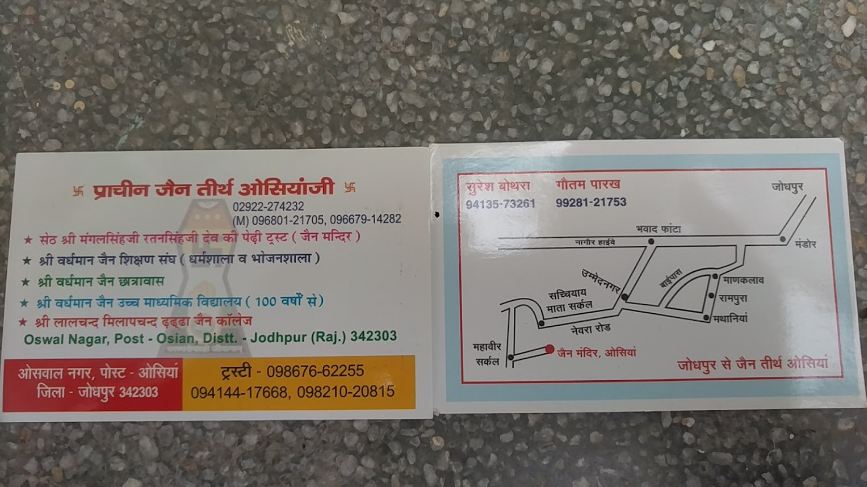 卐 प्राचीन जैन तीर्थ ओसियांजी 卐
02922-274232
(M) 096801-21705, 096679-14282
★ सेठ श्री मंगलसिंहजी रतनसिंहजी देव की पेढ़ी ट्रस्ट ( जैन मन्दिर )
★ श्री वर्धमान जैन शिक्षण संघ ( धर्मशाला व भोजनशाला )
★ श्री वर्धमान जैन छात्रावास
★ श्री वर्धमान जैन उच्च माध्यमिक विद्यालय ( 100 वर्षों से )
★ श्री लालचन्द मिलापचन्द ढ़ढ्ढा जैन कॉलेज
Oswal Nagar, Post - Osian, Distt. - Jodhpur (Raj.) 342303
ओसवाल नगर, पोस्ट - ओसियां
जिला - जोधपुर 342303
ट्रस्टी - 098676-62255
094144-17668, 098210-20815
सुरेश बोथरा गौतम पारख
94135-73261 99281-21753
जोधपुर
भवाद फांटा
नागौर हाईवे
मंडोर
उम्मेदनगर
बाईपास
माणकलाव
रामपुरा
मथानियां
सच्चियाय
माता सर्कल
नेवरा रोड
महावीर
सर्कल
जैन मंदिर, ओसियां
जोधपुर से जैन तीर्थ ओसियां